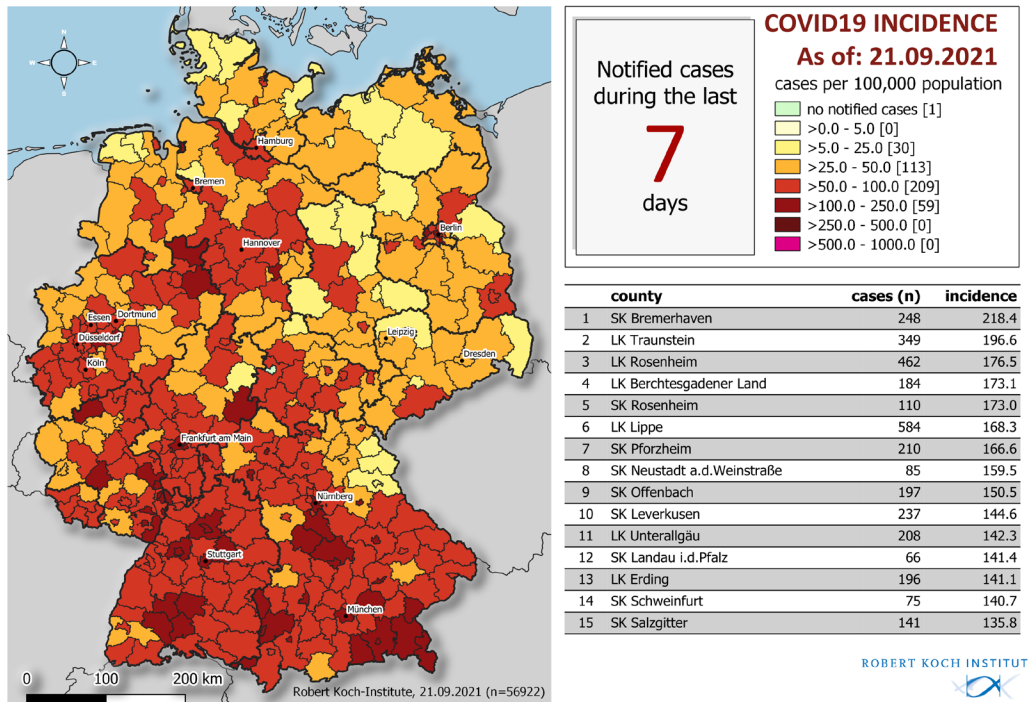 N
W
E
S
Hamburg
Bremen
Berlin
Hannover
Essen
Dortmund
Düsseldorf
Leipzig
Köln
Dresden
Frankfurt am Main
Nürnberg
Stuttgart
München
0 100 200 km
Robert Koch-Institute, 21.09.2021 (n=56922)
Notified cases
during the last
7
days
COVID19 INCIDENCE
As of: 21.09.2021
cases per 100,000 population
no notified cases [1]
>0.0 - 5.0 [0]
>5.0 - 25.0 [30]
>25.0 - 50.0 [113]
>50.0 - 100.0 [209]
>100.0 - 250.0 [59]
>250.0 - 500.0 [0]
>500.0 - 1000.0 [0]
county cases (n) incidence
1 SK Bremerhaven 248 218.4
2 LK Traunstein 349 196.6
3 LK Rosenheim 462 176.5
4 LK Berchtesgadener Land 184 173.1
5 SK Rosenheim 110 173.0
6 LK Lippe 584 168.3
7 SK Pforzheim 210 166.6
8 SK Neustadt a.d.Weinstraße 85 159.5
9 SK Offenbach 197 150.5
10 SK Leverkusen 237 144.6
11 LK Unterallgäu 208 142.3
12 SK Landau i.d.Pfalz 66 141.4
13 LK Erding 196 141.1
14 SK Schweinfurt 75 140.7
15 SK Salzgitter 141 135.8
ROBERT KOCH INSTITUT